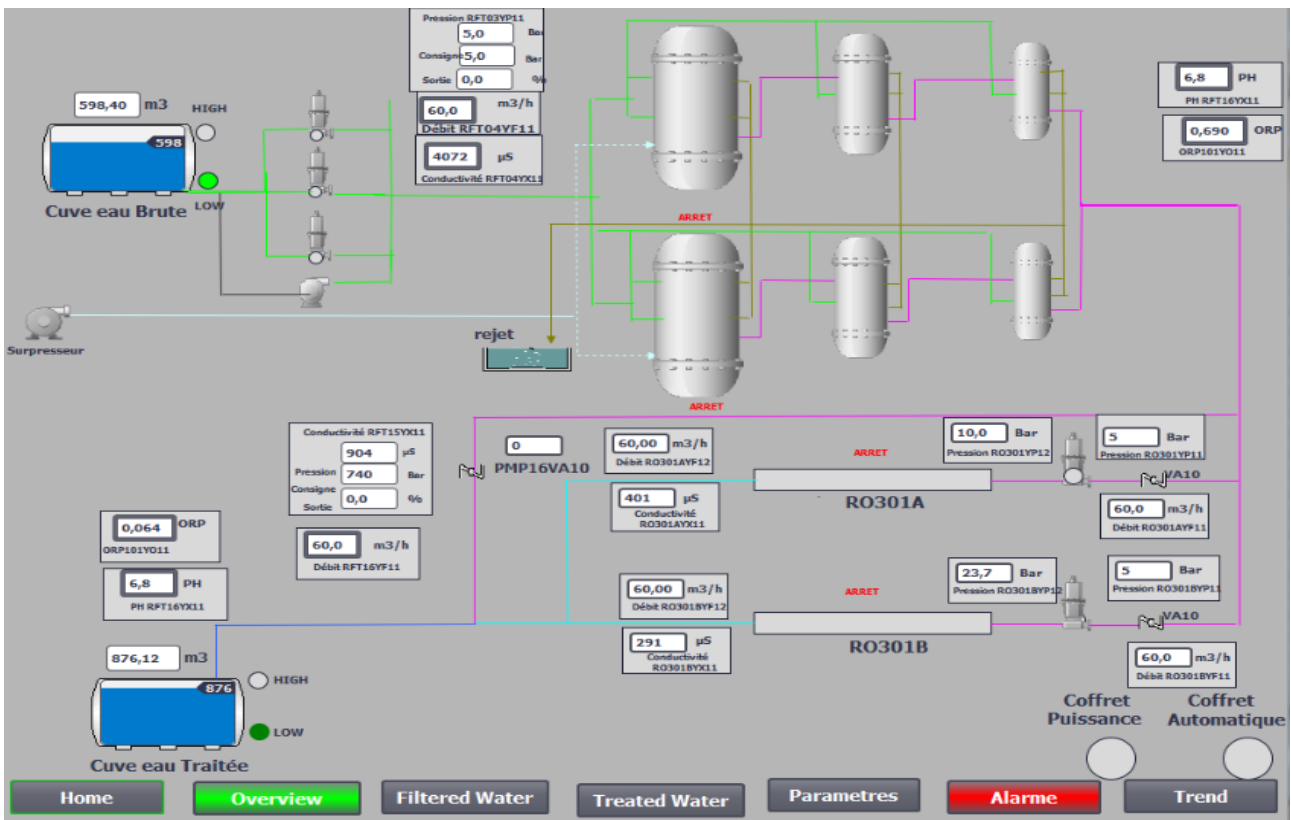 Pression RFT03YP11
5,0 Bar
Consigne 5,0 Bar
Sortie 0,0 %
60,0 m3/h
Débit RFT04YF11
4072 µS
Conductivité RFT04YX11
598,40 m3
HIGH
598
LOW
Cuve eau Brute
6,8 PH
PH RFT16YX11
0,690 ORP
ORP101YO11
ARRET
Surpresseur
rejet
ARRET
Conductivité RFT15YX11
904 µS
Pression 740 Bar
Consigne
Sortie 0,0 %
60,0 m3/h
Débit RFT16YF11
0
PMP16VA10
60,00 m3/h
Débit RO301AYF12
401 µS
Conductivité
RO301AYX11
ARRET
RO301A
10,0 Bar
Pression RO301YP12
5 Bar
Pression RO301YP11
VA10
60,0 m3/h
Débit RO301AYF11
0,064 ORP
ORP101YO11
6,8 PH
PH RFT16YX11
60,00 m3/h
Débit RO301BYF12
291 µS
Conductivité
RO301BYX11
ARRET
RO301B
23,7 Bar
Pression RO301BYP12
5 Bar
Pression RO301BYP11
VA10
60,0 m3/h
Débit RO301BYF11
876,12 m3
876
HIGH
LOW
Cuve eau Traitée
Coffret
Puissance
Coffret
Automatique
Home
Overview
Filtered Water
Treated Water
Parametres
Alarme
Trend